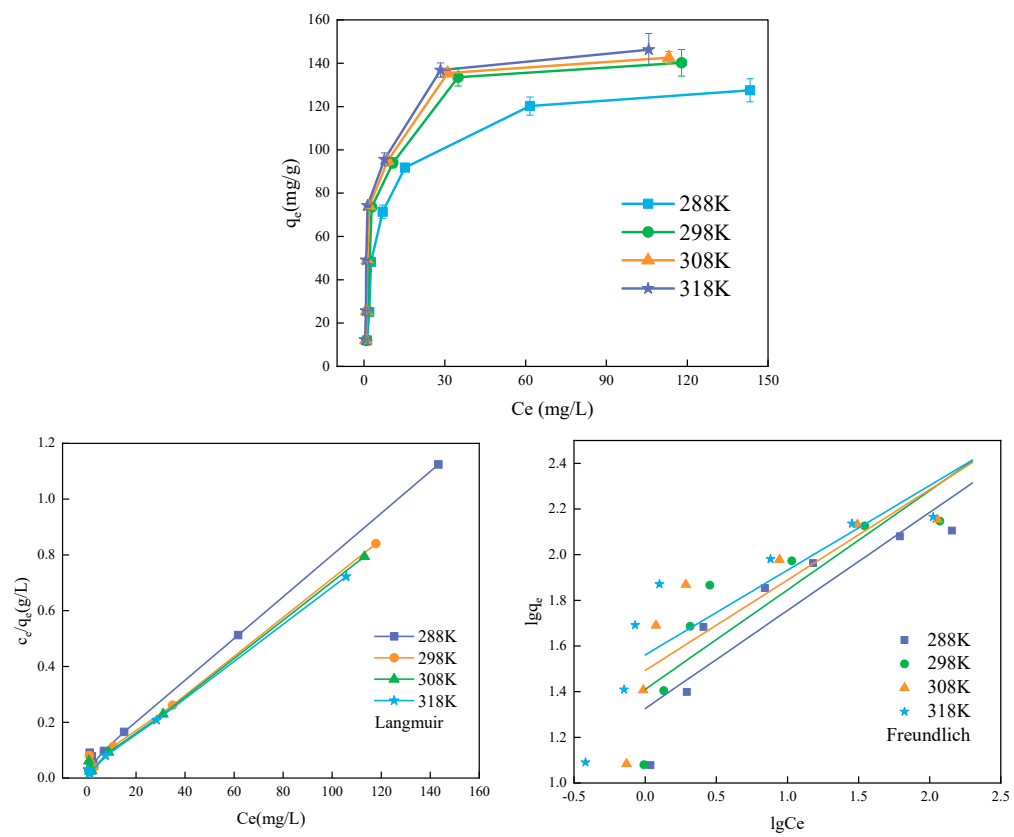 160
140
120
100
80
60
40
20
0
qₑ(mg/g)
288K
298K
308K
318K
0 30 60 90 120 150
Ce (mg/L)
1.2
1.0
0.8
0.6
0.4
0.2
0.0
cₑ/qₑ(g/L)
288K
298K
308K
318K
Langmuir
0 20 40 60 80 100 120 140 160
Ce(mg/L)
2.4
2.2
2.0
1.8
1.6
1.4
1.2
1.0
lgqₑ
288K
298K
308K
318K
Freundlich
-0.5 0.0 0.5 1.0 1.5 2.0 2.5
lgCe